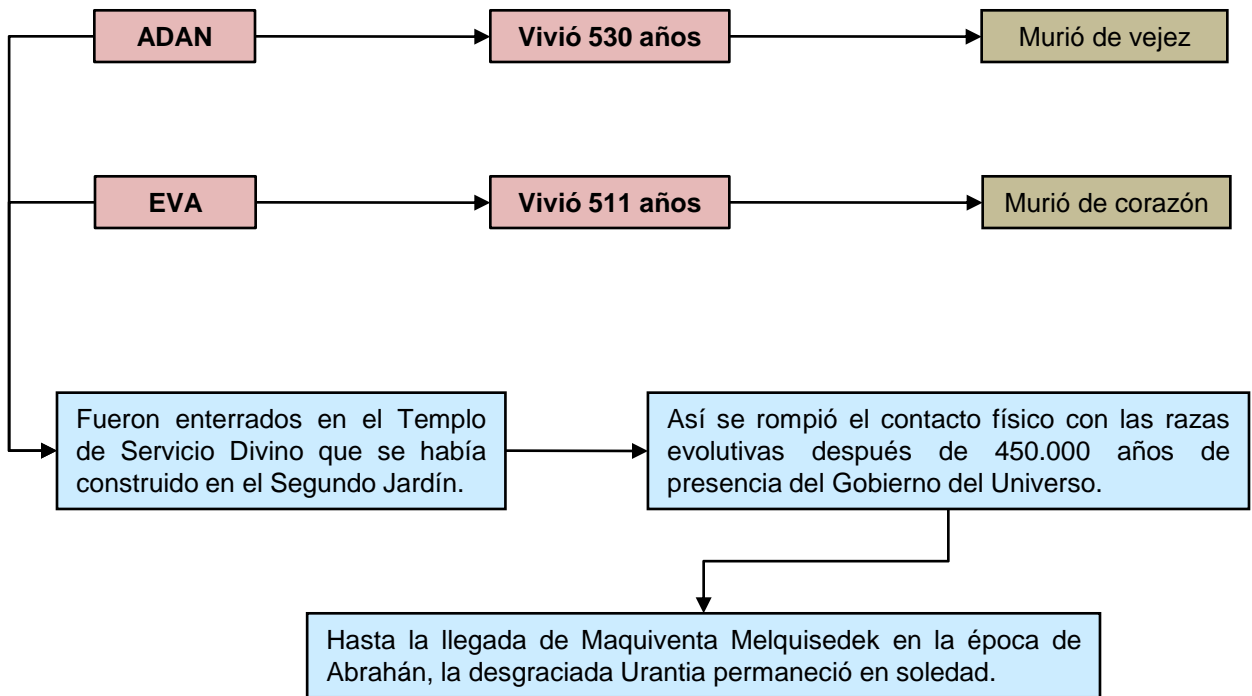 ADAN
Vivió 530 años
Murió de vejez
EVA
Vivió 511 años
Murió de corazón
Fueron enterrados en el Templo
de Servicio Divino que se había
construido en el Segundo Jardín.
Así se rompió el contacto físico con las razas
evolutivas después de 450.000 años de
presencia del Gobierno del Universo.
Hasta la llegada de Maquiventa Melquisedek en la época de
Abrahán, la desgraciada Urantia permaneció en soledad.